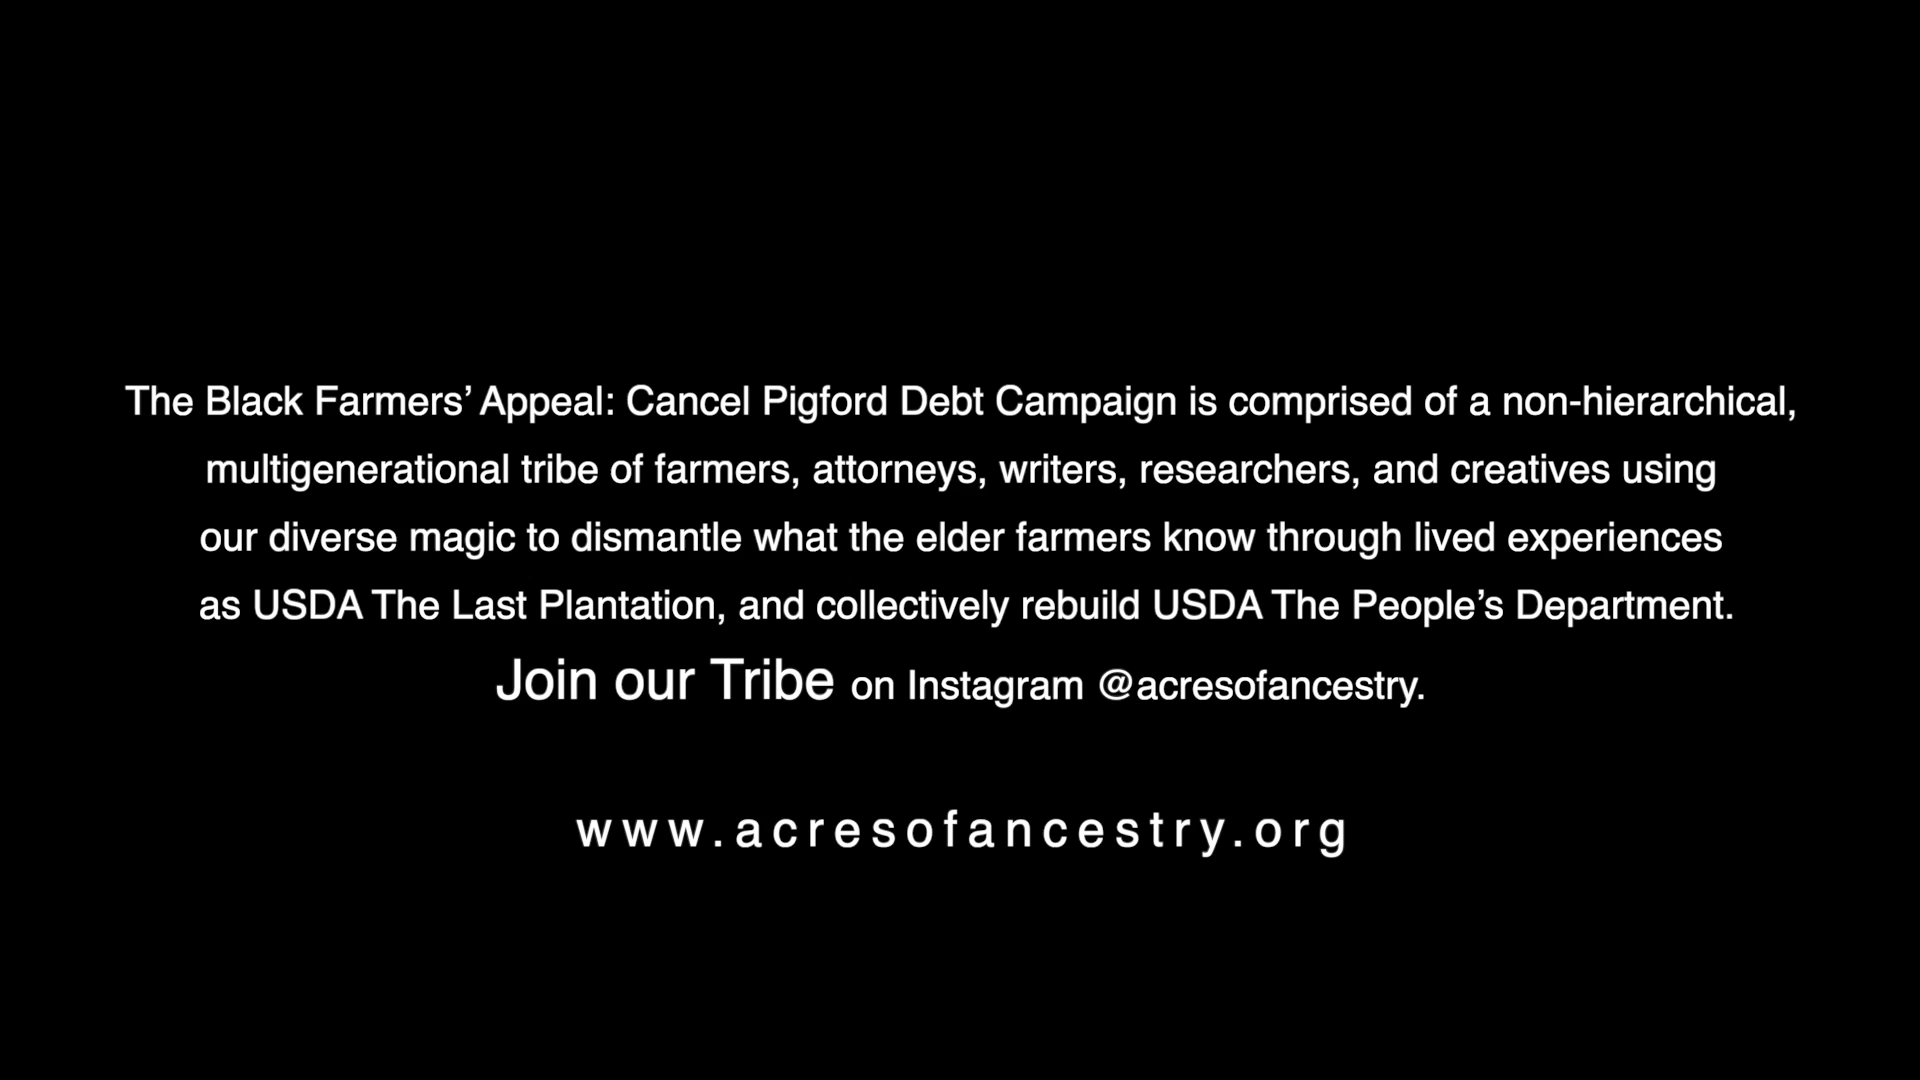 The Black Farmers’ Appeal: Cancel Pigford Debt Campaign is comprised of a non-hierarchical,
multigenerational tribe of farmers, attorneys, writers, researchers, and creatives using
our diverse magic to dismantle what the elder farmers know through lived experiences
as USDA The Last Plantation, and collectively rebuild USDA The People’s Department.
Join our Tribe on Instagram @acresofancestry.
www.acresofancestry.org